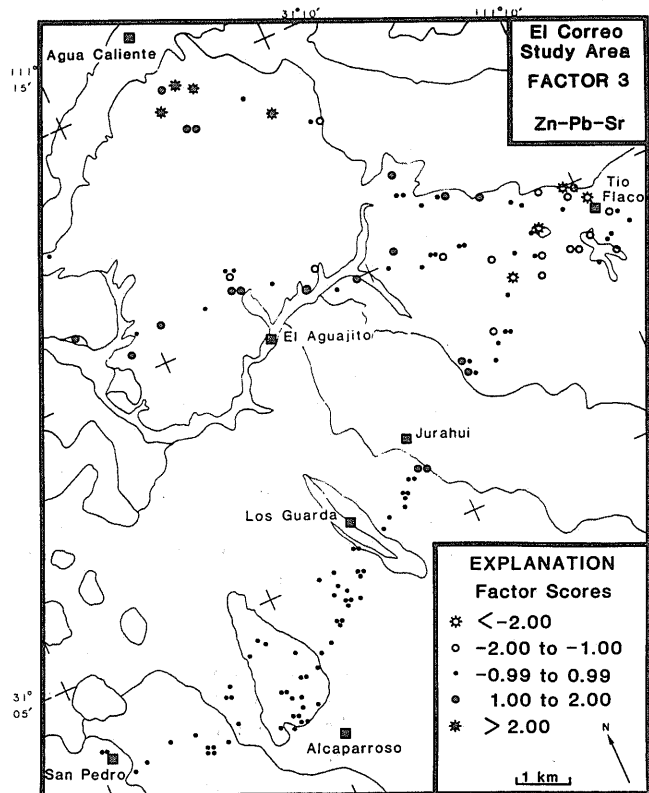 31° 10'
111° 10'
El Correo
Study Area
FACTOR 3
Zn-Pb-Sr
Agua Caliente
111°
15'
Tio
Flaco
El Aguajito
Jurahui
Los Guarda
EXPLANATION
Factor Scores
<-2.00
-2.00 to -1.00
-0.99 to 0.99
1.00 to 2.00
>2.00
N
1 km
31°
05'
Alcaparroso
San Pedro